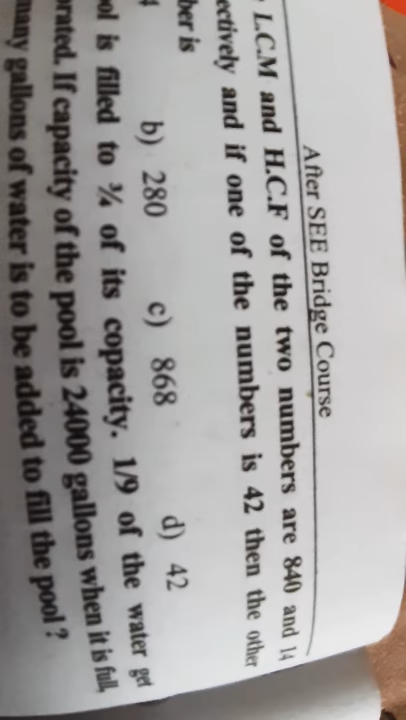 After SEE Bridge Course
L.C.M and H.C.F of the two numbers are 840 and 14
ectively and if one of the numbers is 42 then the other
ber is
4 b) 280 c) 868 d) 42
ol is filled to ¾ of its copacity. 1/9 of the water get
rated. If capacity of the pool is 24000 gallons when it is full,
many gallons of water is to be added to fill the pool ?